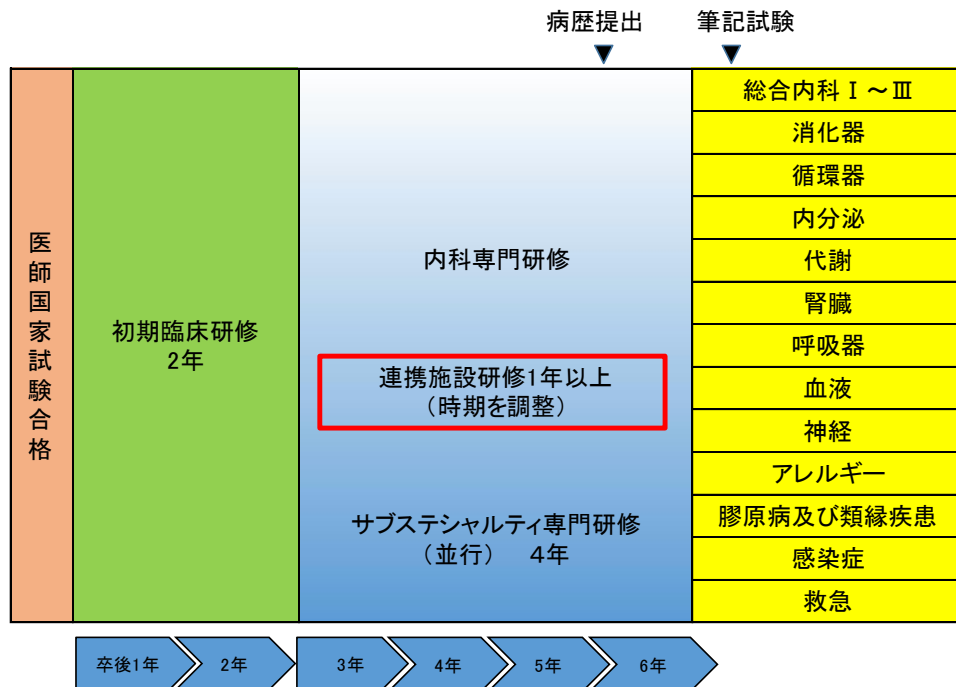 病歴提出
筆記試験
医師国家試験合格
初期臨床研修
2年
内科専門研修
連携施設研修1年以上
（時期を調整）
サブステシャルティ専門研修
（並行） 4年
総合内科Ⅰ～Ⅲ
消化器
循環器
内分泌
代謝
腎臓
呼吸器
血液
神経
アレルギー
膠原病及び類縁疾患
感染症
救急
卒後1年
2年
3年
4年
5年
6年